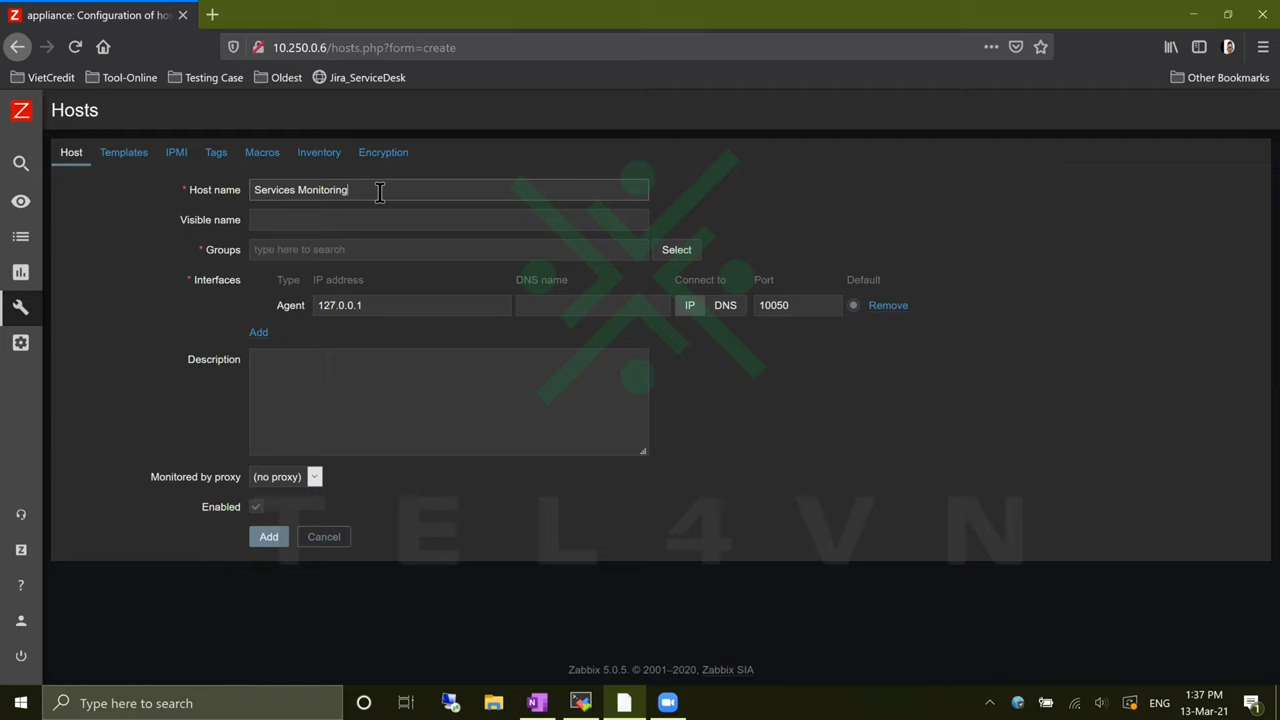 appliance: Configuration of hos
10.250.0.6/hosts.php?form=create
VietCredit Tool-Online Testing Case Oldest Jira_ServiceDesk Other Bookmarks
Z Hosts
Host Templates IPMI Tags Macros Inventory Encryption
* Host name Services Monitoring
Visible name
* Groups type here to search Select
* Interfaces Type IP address DNS name Connect to Port Default
Agent 127.0.0.1 IP DNS 10050 Remove
Add
Description
Monitored by proxy (no proxy)
Enabled
Add Cancel
TEL4VN
Zabbix 5.0.5. © 2001–2020, Zabbix SIA
Type here to search ENG 1:37 PM
13-Mar-21